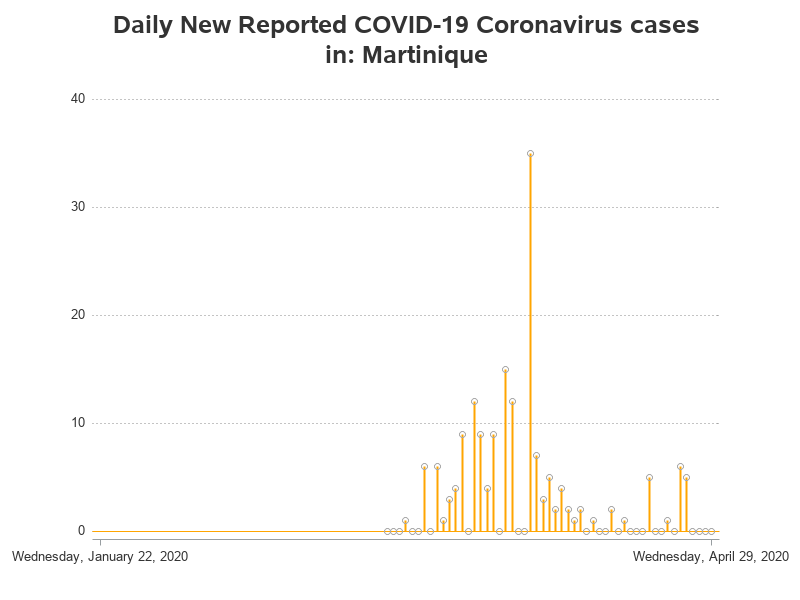 Daily New Reported COVID-19 Coronavirus cases
in: Martinique
40
30
20
10
0
Wednesday, January 22, 2020
Wednesday, April 29, 2020